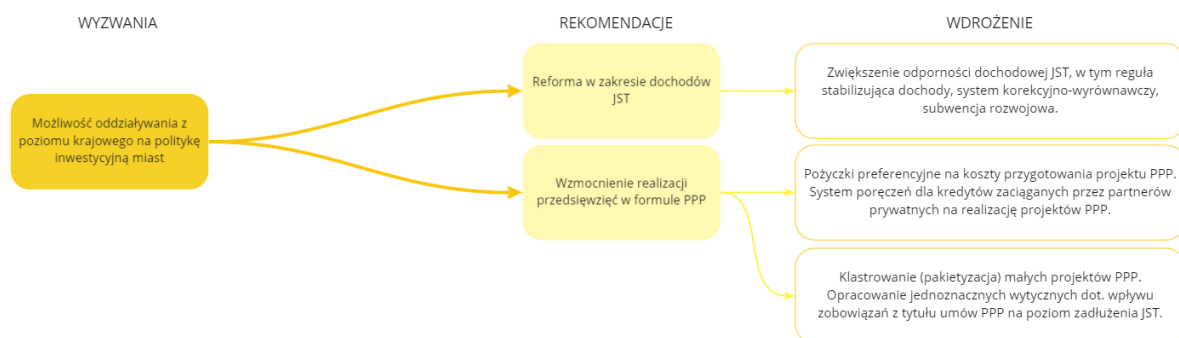 WYZWANIA
REKOMENDACJE
WDROŻENIE
Możliwość oddziaływania z
poziomu krajowego na politykę
inwestycyjną miast
Reforma w zakresie dochodów
JST
Wzmocnienie realizacji
przedsięwzięć w formule PPP
Zwiększenie odporności dochodowej JST, w tym reguła
stabilizująca dochody, system korekcyjno-wyrównawczy,
subwencja rozwojowa.
Pożyczki preferencyjne na koszty przygotowania projektu PPP.
System poręczeń dla kredytów zaciąganych przez partnerów
prywatnych na realizację projektów PPP.
Klastrowanie (pakietyzacja) małych projektów PPP.
Opracowanie jednoznacznych wytycznych dot. wpływu
zobowiązań z tytułu umów PPP na poziom zadłużenia JST.